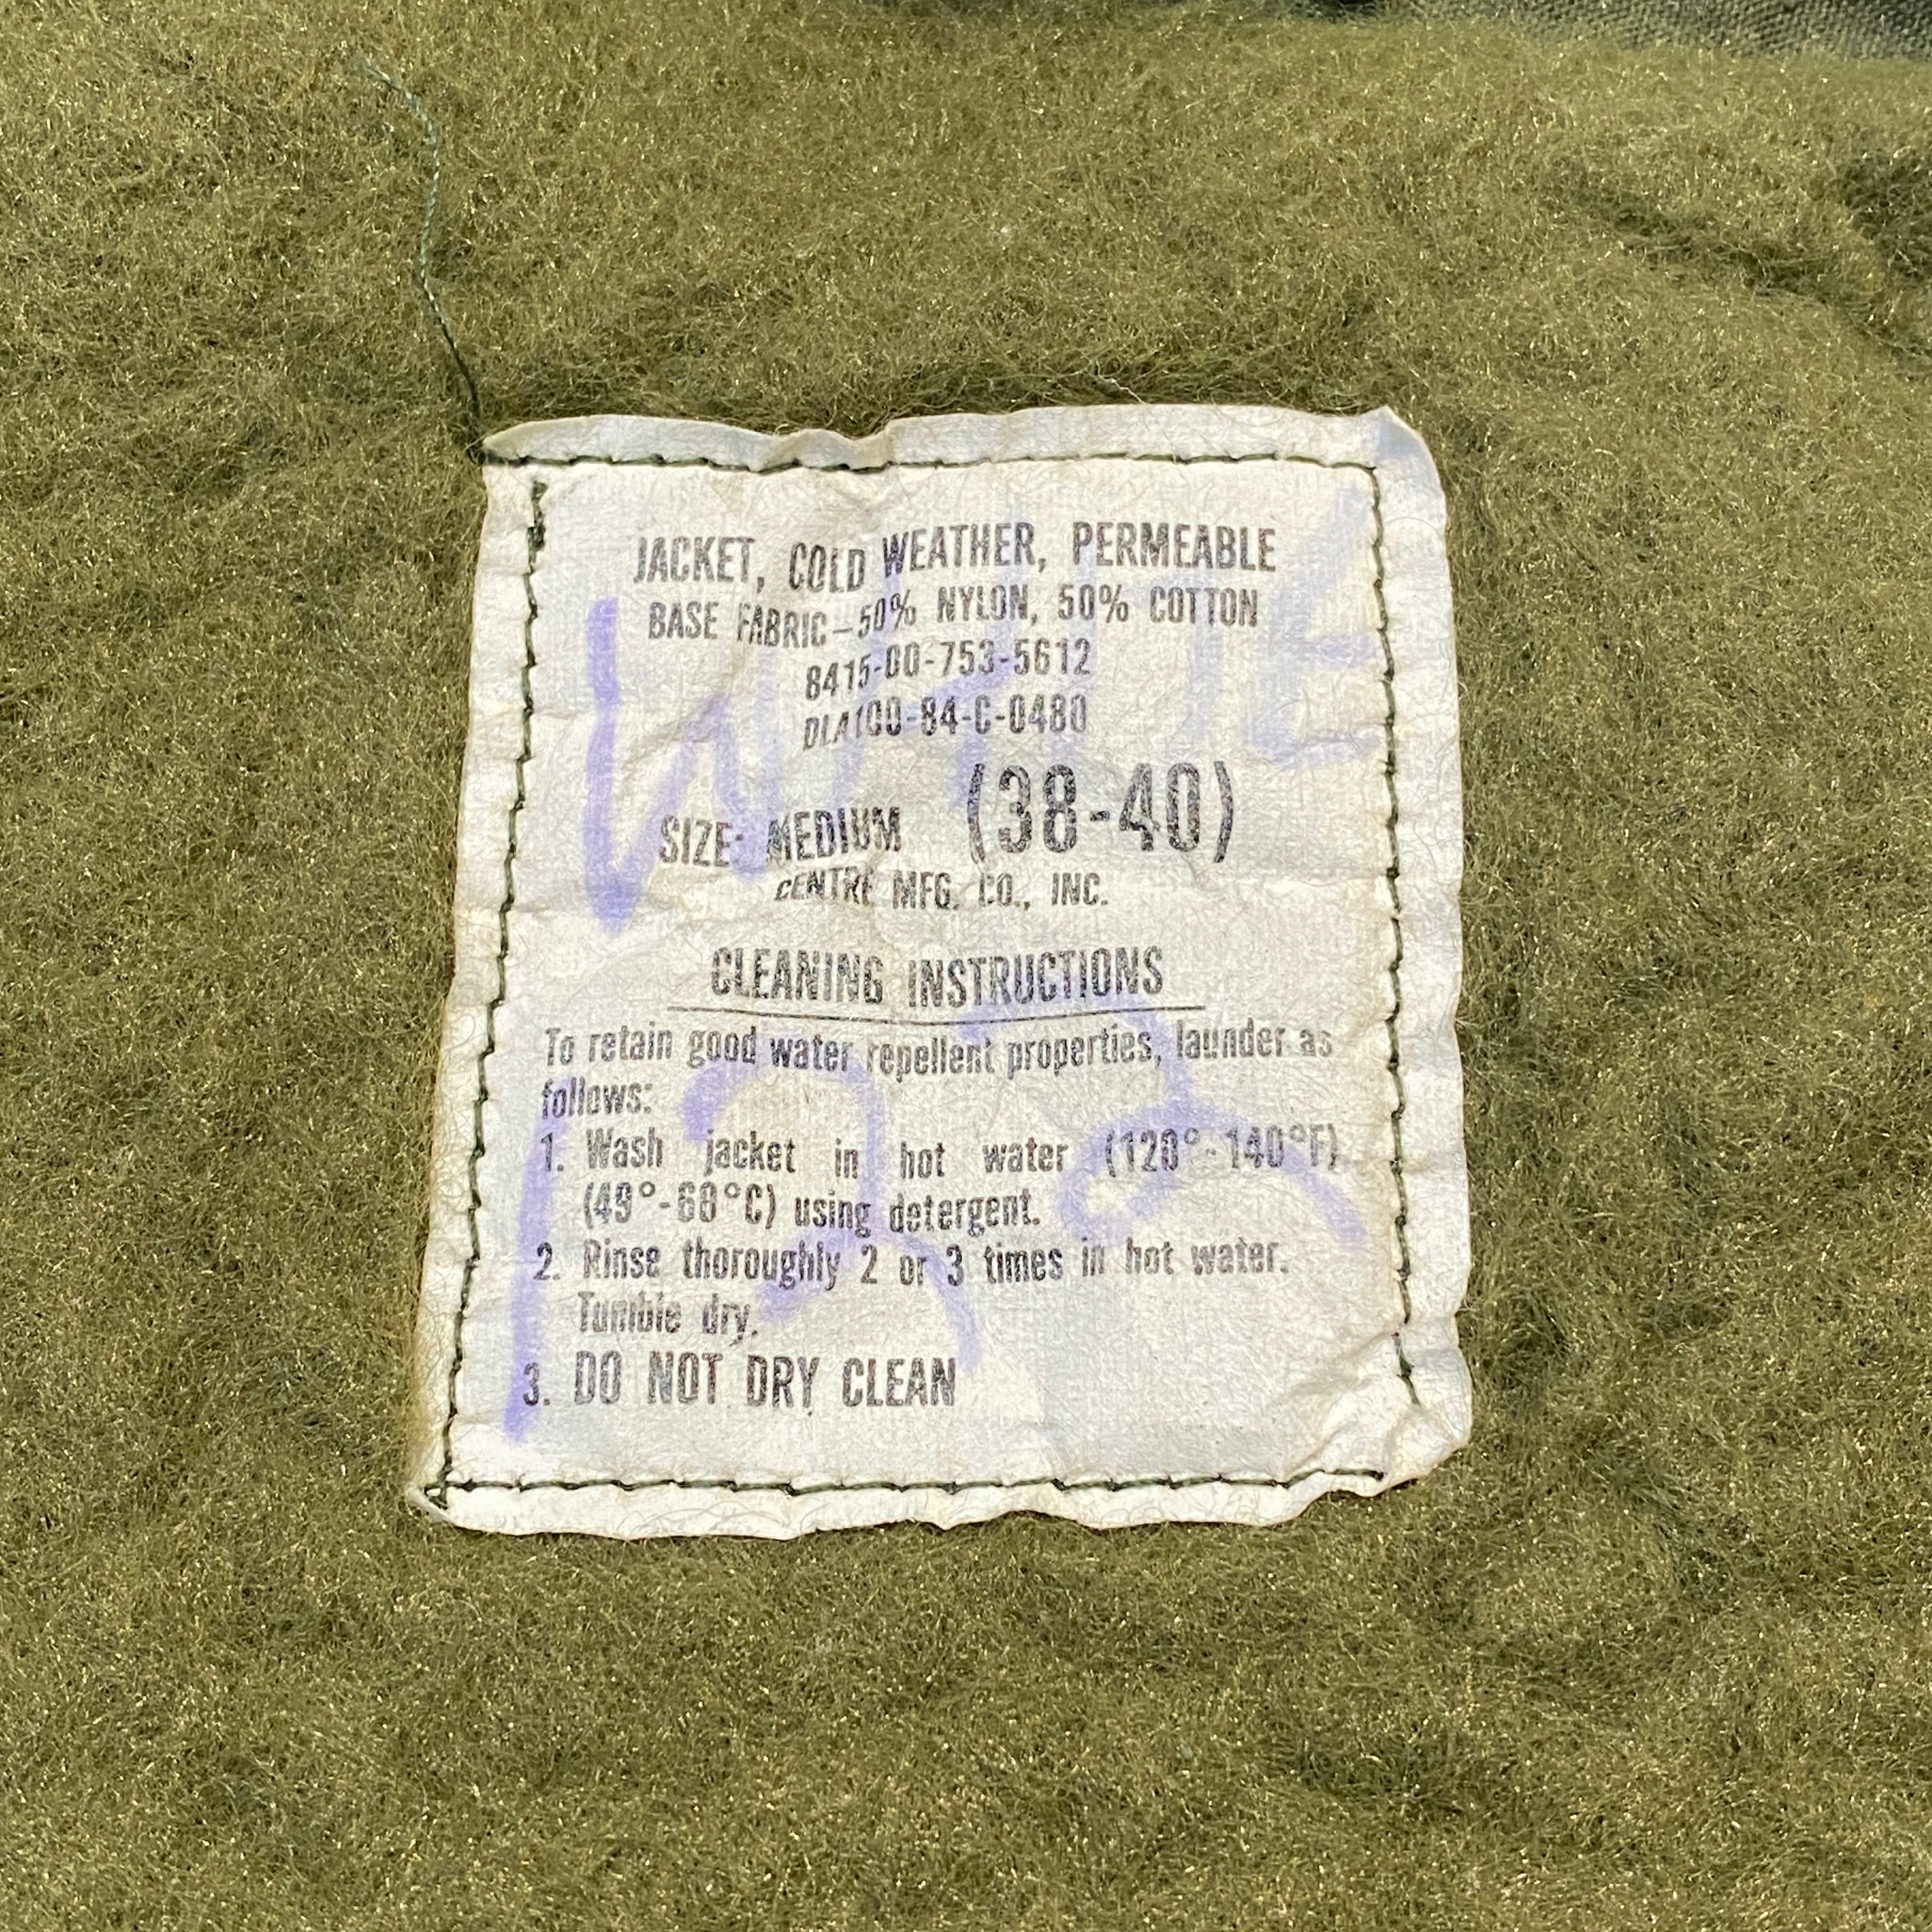 JACKET, COLD WEATHER, PERMEABLE
BASE FABRIC—50% NYLON, 50% COTTON
8415-00-753-5612
DLA100-84-C-0480
SIZE: MEDIUM (38-40)
CENTRE MFG. CO., INC.
CLEANING INSTRUCTIONS
To retain good water repellent properties, launder as
follows:
1. Wash jacket in hot water (120°-140°F)
(49°-60°C) using detergent.
2. Rinse thoroughly 2 or 3 times in hot water.
Tumble dry.
3. DO NOT DRY CLEAN